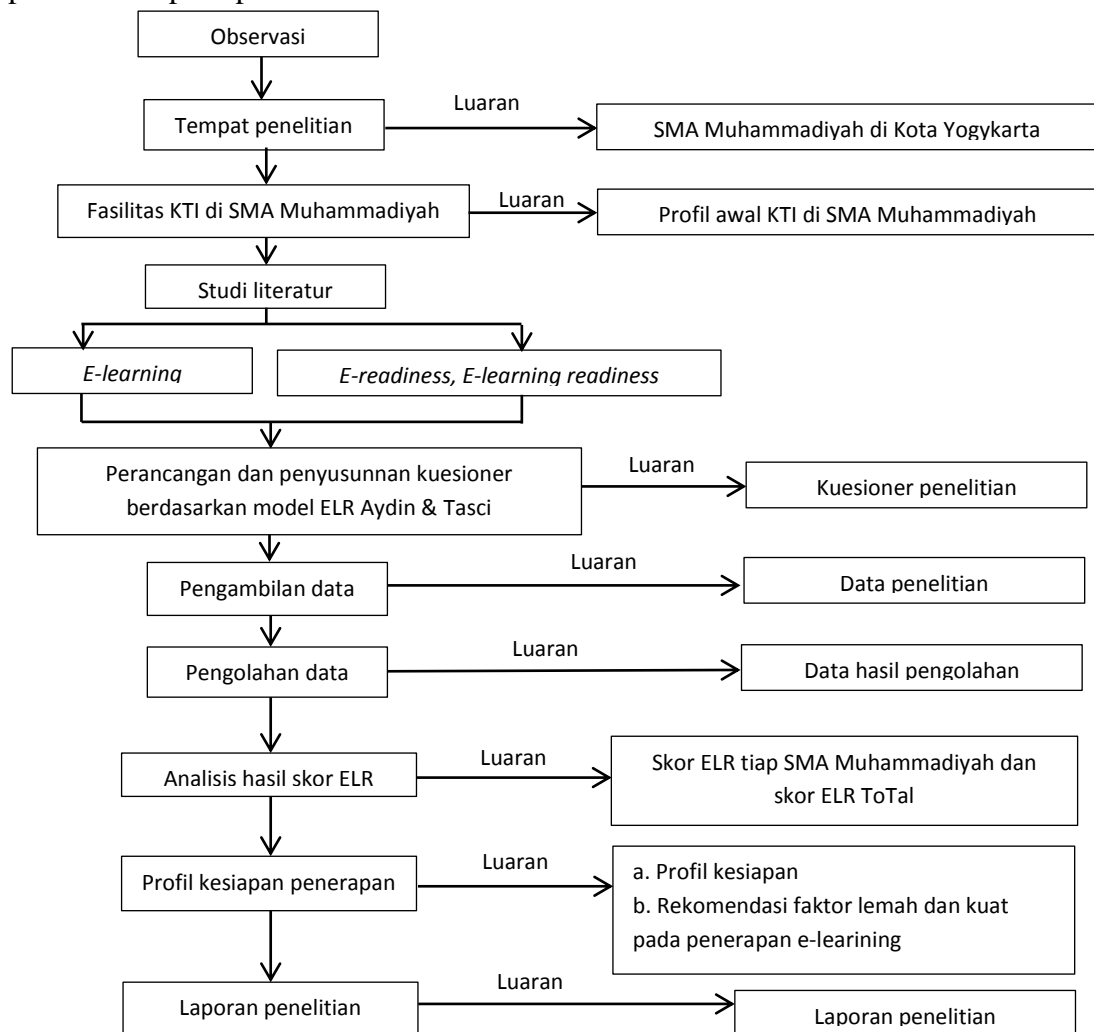 Observasi
Luaran
Tempat penelitian
SMA Muhammadiyah di Kota Yogykarta
Luaran
Fasilitas KTI di SMA Muhammadiyah
Profil awal KTI di SMA Muhammadiyah
Studi literatur
E-learning
E-readiness, E-learning readiness
Perancangan dan penyusunnan kuesioner
berdasarkan model ELR Aydin & Tasci
Luaran
Kuesioner penelitian
Luaran
Pengambilan data
Data penelitian
Luaran
Pengolahan data
Data hasil pengolahan
Luaran
Analisis hasil skor ELR
Skor ELR tiap SMA Muhammadiyah dan
skor ELR ToTal
Luaran
Profil kesiapan penerapan
a. Profil kesiapan
b. Rekomendasi faktor lemah dan kuat
pada penerapan e-learining
Luaran
Laporan penelitian
Laporan penelitian